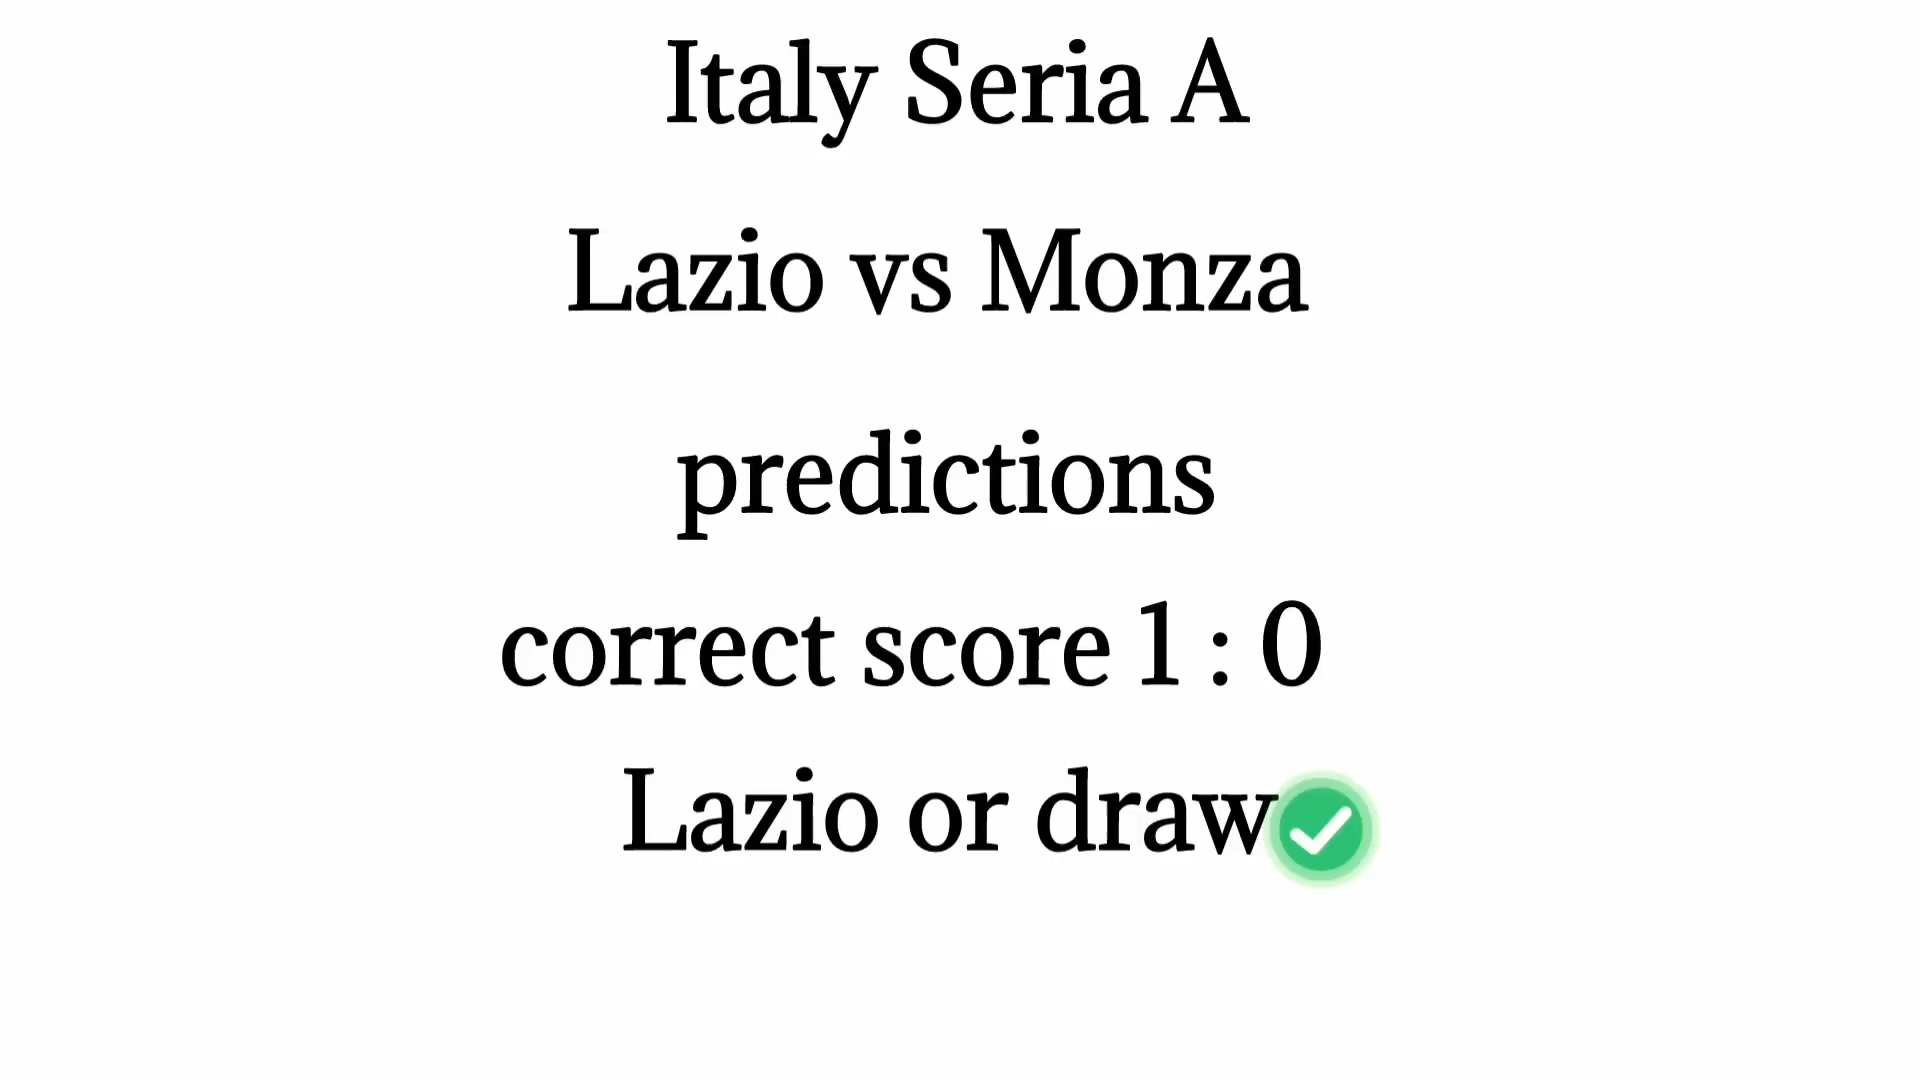 Italy Seria A
Lazio vs Monza
predictions
correct score 1 : 0
Lazio or draw